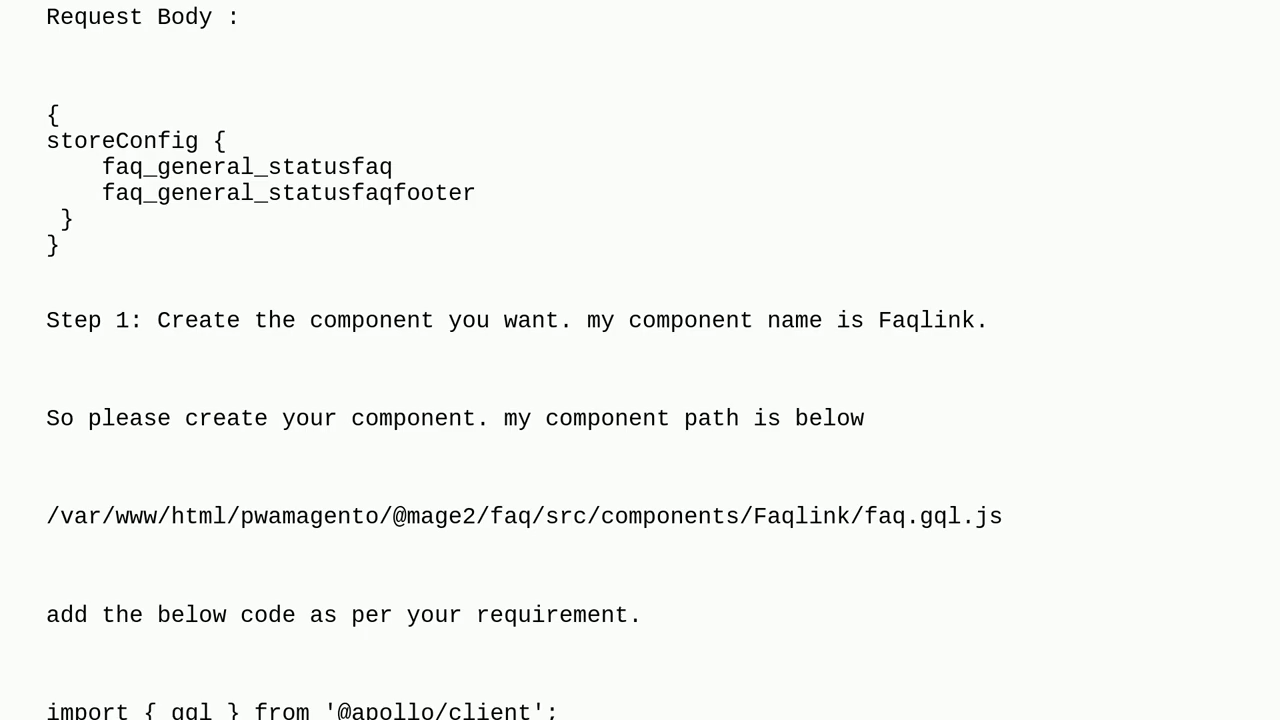 Request Body :
{
storeConfig {
    faq_general_statusfaq
    faq_general_statusfaqfooter
 }
}
Step 1: Create the component you want. my component name is Faqlink.
So please create your component. my component path is below
/var/www/html/pwamagento/@mage2/faq/src/components/Faqlink/faq.gql.js
add the below code as per your requirement.
import { gql } from '@apollo/client';